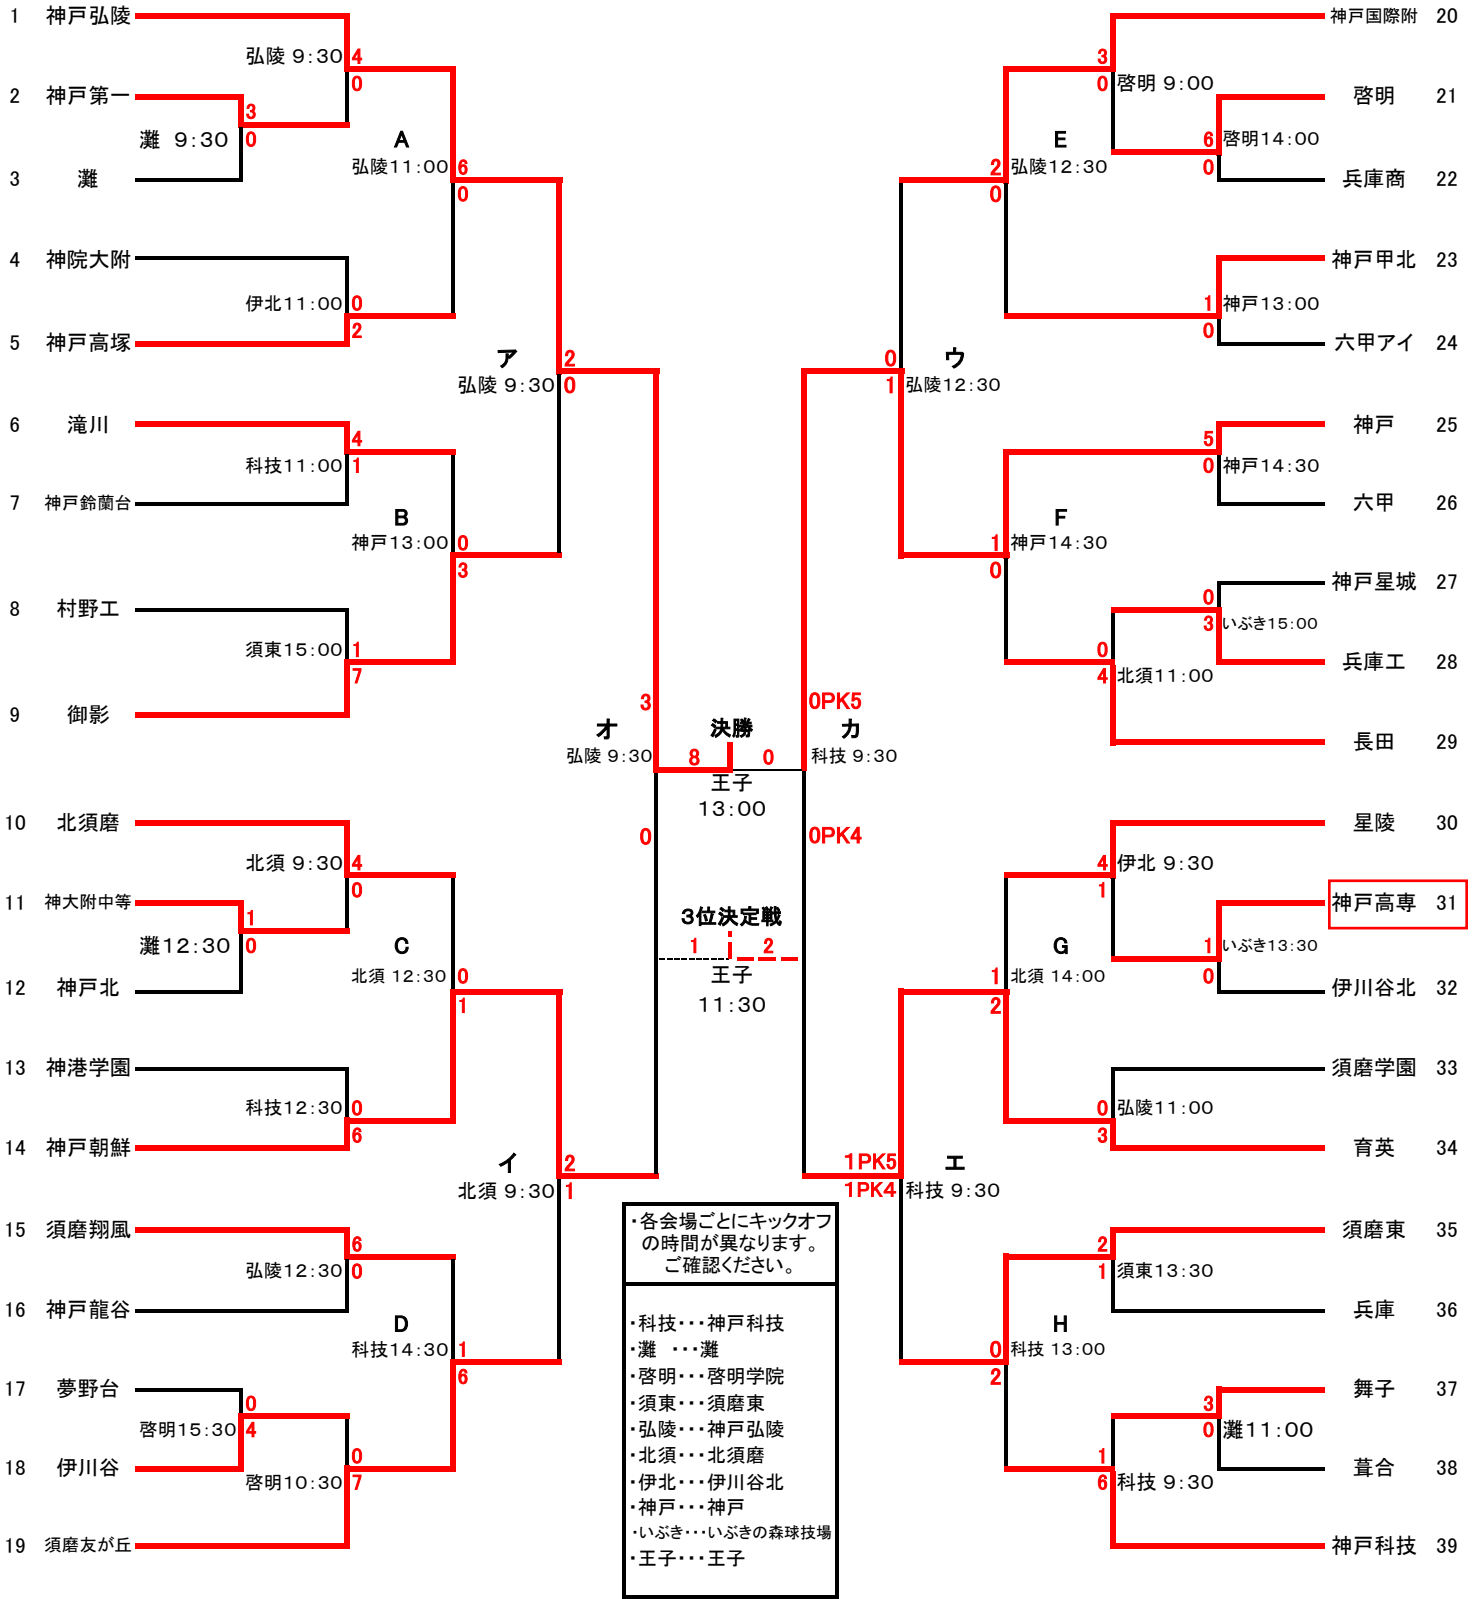 1 神戸弘陵
弘陵 9:30 4
0
2 神戸第一
3
灘 9:30 0
3 灘
A
弘陵11:00 6
0
4 神院大附
伊北11:00 0
2
5 神戸高塚
ア 2
弘陵 9:30 0
6 滝川
4
科技11:00 1
7 神戸鈴蘭台
B
神戸13:00 0
3
8 村野工
須東15:00 1
7
9 御影
3
オ
弘陵 9:30
0
10 北須磨
北須 9:30 4
0
11 神大附中等
1
灘12:30 0
12 神戸北
C
北須 12:30 0
1
13 神港学園
科技12:30 0
6
14 神戸朝鮮
イ 2
北須 9:30 1
15 須磨翔風
6
弘陵12:30 0
16 神戸龍谷
D
科技14:30 1
6
17 夢野台
0
啓明15:30 4
18 伊川谷
0
啓明10:30 7
19 須磨友が丘
決勝
8 0
王子
13:00
3位決定戦
1 2
王子
11:30
・各会場ごとにキックオフ
の時間が異なります。
ご確認ください。
・科技・・・神戸科技
・灘 ・・・灘
・啓明・・・啓明学院
・須東・・・須磨東
・弘陵・・・神戸弘陵
・北須・・・北須磨
・伊北・・・伊川谷北
・神戸・・・神戸
・いぶき・・・いぶきの森球技場
・王子・・・王子
神戸国際附 20
3
0 啓明 9:00
啓明 21
6 啓明14:00
0
兵庫商 22
E
2 弘陵12:30
0
神戸甲北 23
1 神戸13:00
0
六甲アイ 24
0 ウ
1 弘陵12:30
神戸 25
5
0 神戸14:30
六甲 26
F
1 神戸14:30
0
神戸星城 27
0
3 いぶき15:00
兵庫工 28
0
4 北須11:00
長田 29
0PK5
カ
科技 9:30
0PK4
星陵 30
4 伊北 9:30
1
神戸高専 31
1 いぶき13:30
0
伊川谷北 32
G
1 北須 14:00
2
須磨学園 33
0 弘陵11:00
3
育英 34
1PK5 エ
1PK4 科技 9:30
須磨東 35
2
1 須東13:30
兵庫 36
H
0 科技 13:00
2
舞子 37
3
0 灘11:00
葺合 38
1
6 科技 9:30
神戸科技 39